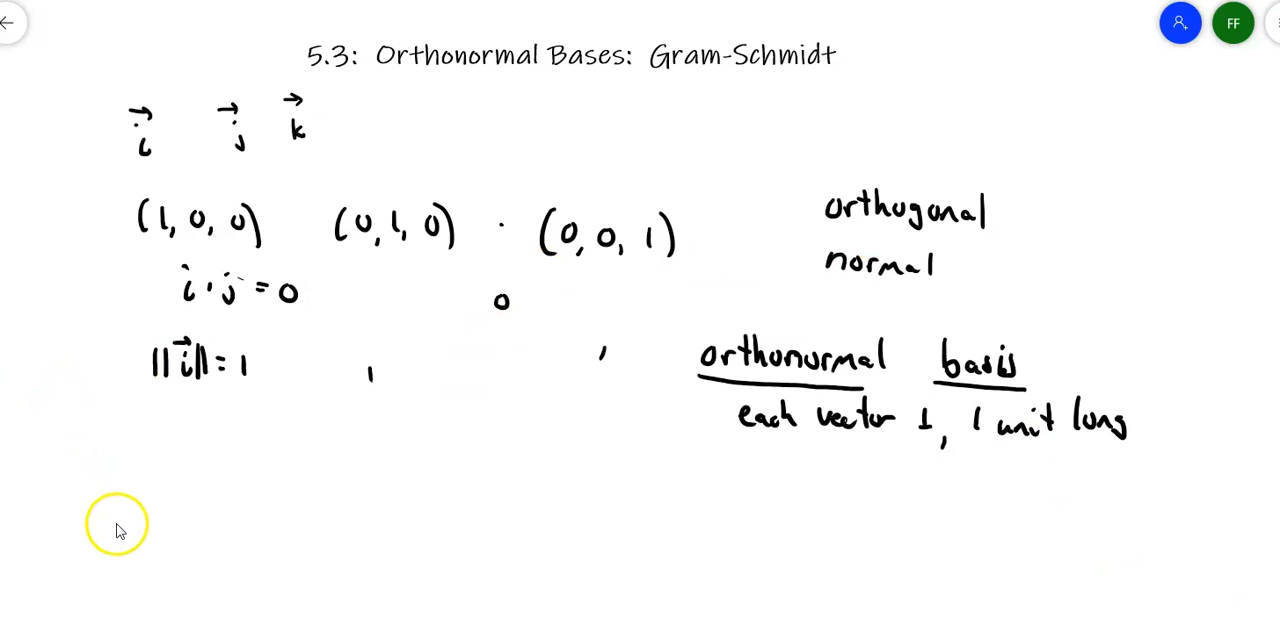 FF
5.3: Orthonormal Bases: Gram-Schmidt
i⃗ j⃗ k⃗
(1, 0, 0) (0, 1, 0) · (0, 0, 1)
orthogonal
normal
i · j = 0 0
||i⃗|| = 1 1 1
orthonormal basis
each vector ⊥, 1 unit long